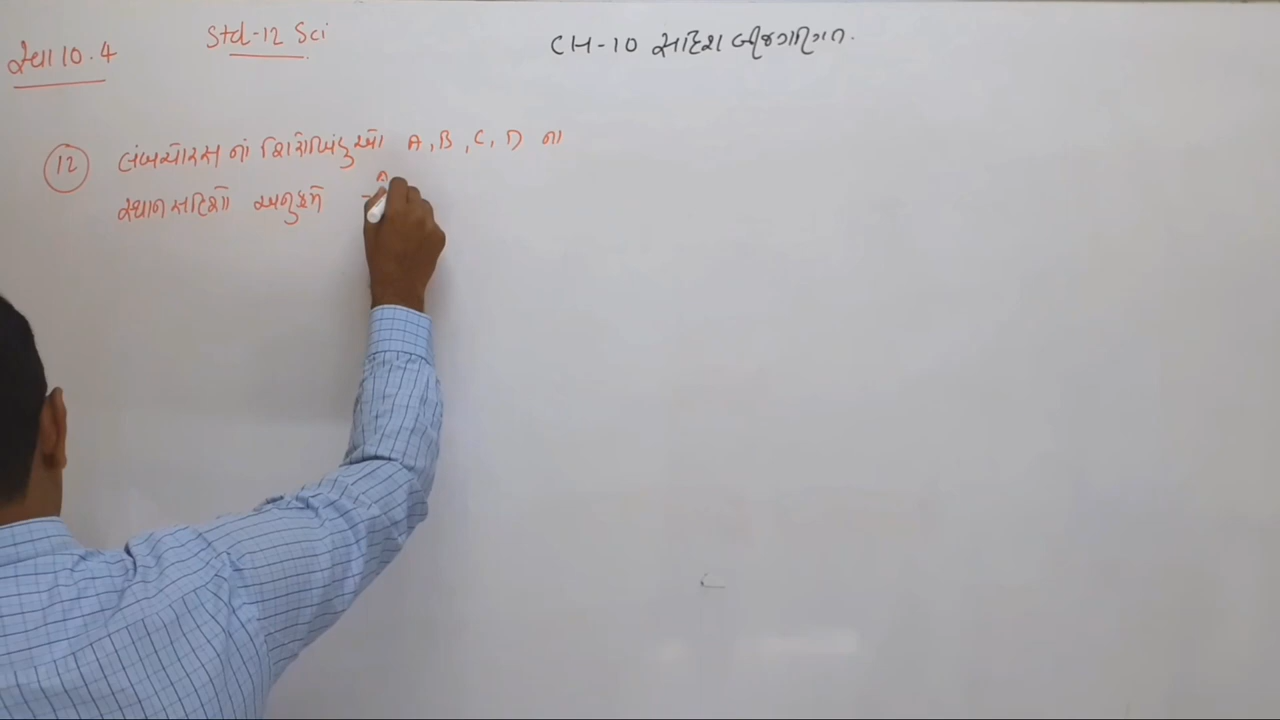 સ્વા 10.4
Std-12 Sci
CH-10 સદિશ બીજગણિત.
12 લંબચોરસ નાં શિરોબિંદુઓ A, B, C, D ના
સ્થાન સદિશો અનુક્રમે -